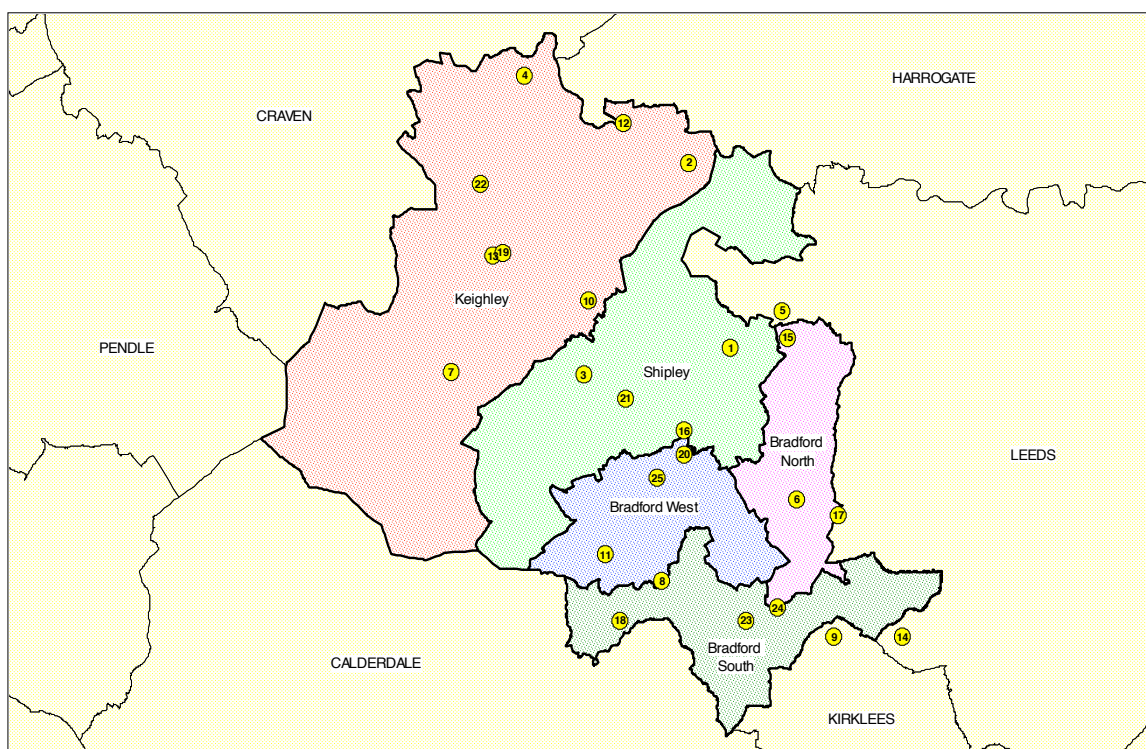 4
HARROGATE
CRAVEN
12
2
22
13
19
Keighley
10
5
15
PENDLE
1
7
3
Shipley
21
16
Bradford
North
20
LEEDS
25
6
Bradford West
17
11
8
24
18
23
9
14
Bradford
South
CALDERDALE
KIRKLEES